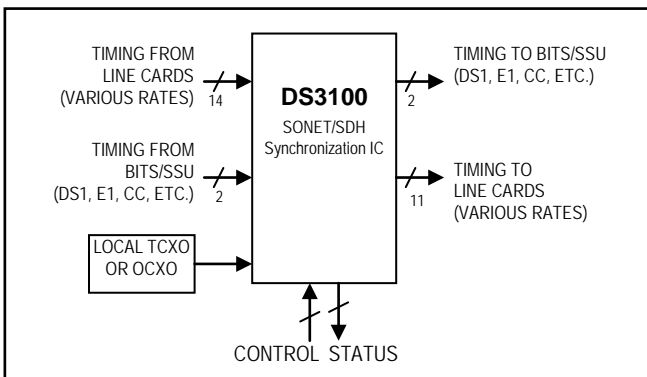 TIMING FROM
LINE CARDS
(VARIOUS RATES)
14
TIMING FROM
BITS/SSU
(DS1, E1, CC, ETC.)
2
LOCAL TCXO
OR OCXO
DS3100
SONET/SDH
Synchronization IC
TIMING TO BITS/SSU
(DS1, E1, CC, ETC.)
2
TIMING TO
LINE CARDS
(VARIOUS RATES)
11
CONTROL STATUS